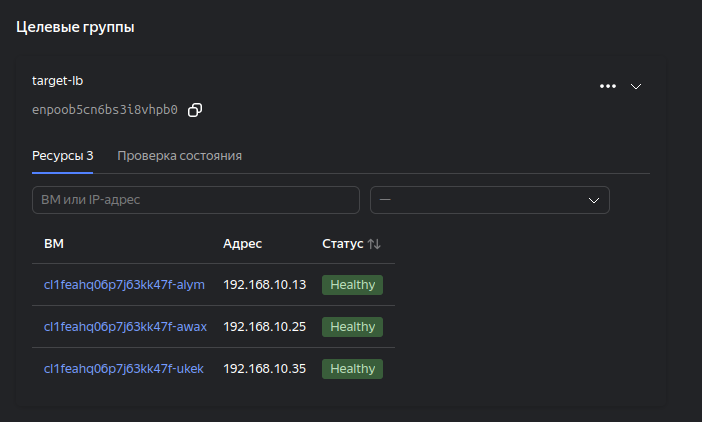 Целевые группы
target-lb
enpoob5cn6bs3i8vhpb0
Ресурсы 3 Проверка состояния
ВМ или IP-адрес —
ВМ Адрес Статус
cl1feahq06p7j63kk47f-alym 192.168.10.13 Healthy
cl1feahq06p7j63kk47f-awax 192.168.10.25 Healthy
cl1feahq06p7j63kk47f-ukek 192.168.10.35 Healthy